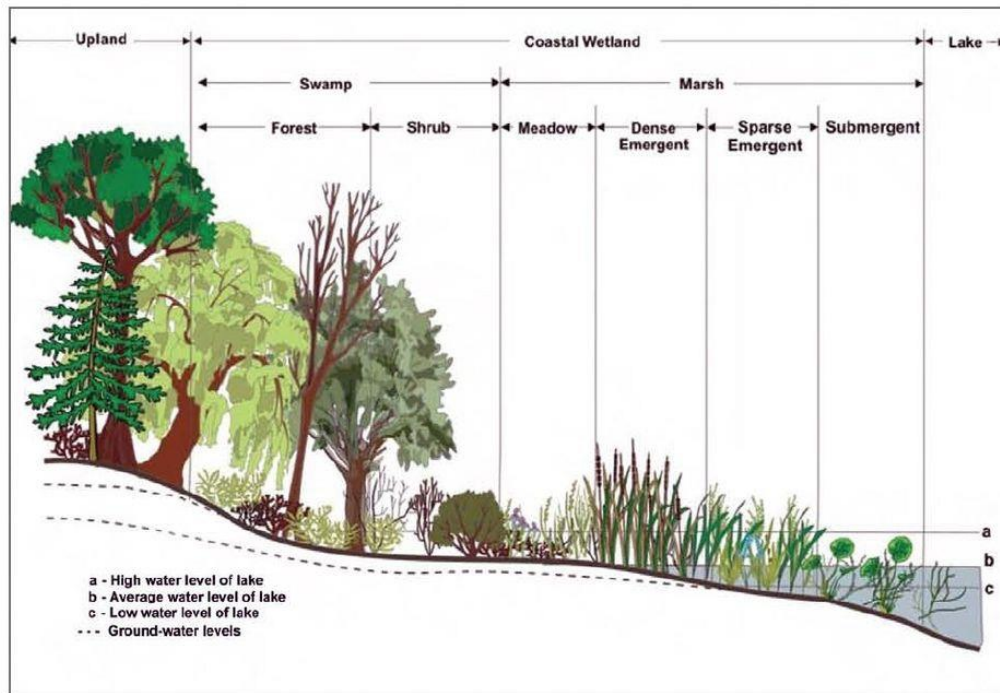 Upland
Coastal Wetland
Lake
Swamp
Marsh
Forest
Shrub
Meadow
Dense
Emergent
Sparse
Emergent
Submergent
a
b
c
a - High water level of lake
b - Average water level of lake
c - Low water level of lake
--- Ground-water levels